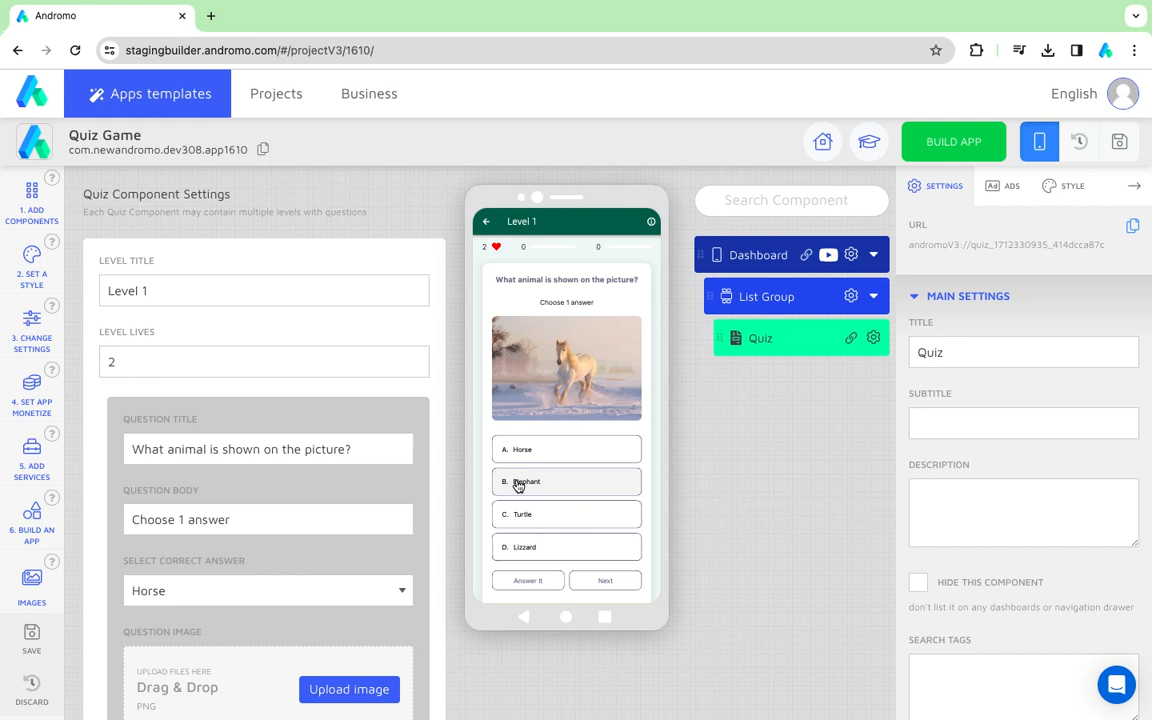 Andromo
stagingbuilder.andromo.com/#/projectV3/1610/
Apps templates
Projects
Business
English
Quiz Game
com.newandromo.dev308.app1610
BUILD APP
1. ADD
COMPONENTS
2. SET A
STYLE
3. CHANGE
SETTINGS
4. SET APP
MONETIZE
5. ADD
SERVICES
6. BUILD AN
APP
IMAGES
SAVE
DISCARD
Quiz Component Settings
Each Quiz Component may contain multiple levels with questions
LEVEL TITLE
Level 1
LEVEL LIVES
2
QUESTION TITLE
What animal is shown on the picture?
QUESTION BODY
Choose 1 answer
SELECT CORRECT ANSWER
Horse
QUESTION IMAGE
UPLOAD FILES HERE
Drag & Drop
PNG
Upload image
Level 1
2 0 0
What animal is shown on the picture?
Choose 1 answer
A. Horse
B. Elephant
C. Turtle
D. Lizzard
Answer It
Next
Search Component
Dashboard
List Group
Quiz
SETTINGS
Ad ADS
STYLE
URL
andromoV3://quiz_1712330935_414dcca87c
MAIN SETTINGS
TITLE
Quiz
SUBTITLE
DESCRIPTION
HIDE THIS COMPONENT
don't list it on any dashboards or navigation drawer
SEARCH TAGS